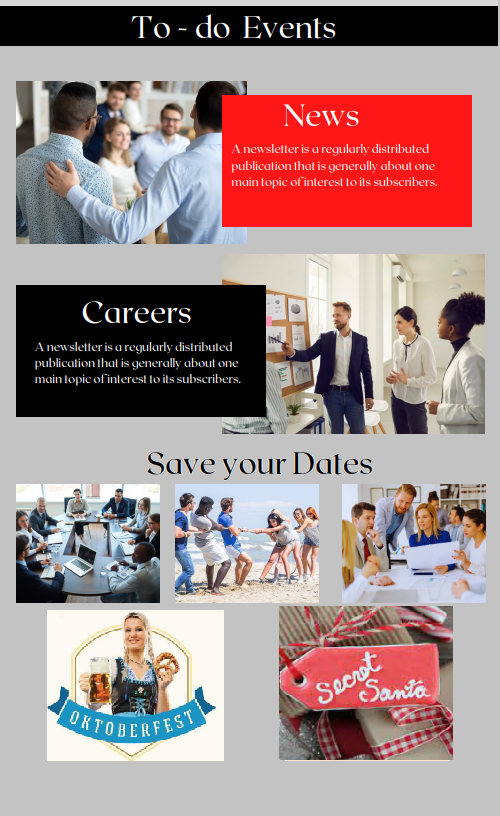 To - do Events
News
A newsletter is a regularly distributed
publication that is generally about one
main topic of interest to its subscribers.
Careers
A newsletter is a regularly distributed
publication that is generally about one
main topic of interest to its subscribers.
Save your Dates
OKTOBERFEST
Secret
Santa